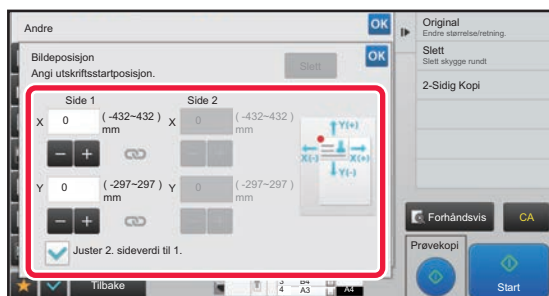 Andre
OK
Bildeposisjon
Angi utskriftsstartposisjon.
Slett
OK
Side 1
Side 2
X 0 (-432~432) mm
X 0 (-432~432) mm
− +
− +
Y 0 (-297~297) mm
Y 0 (-297~297) mm
− +
− +
Y(+)
X(-) X(+)
Y(-)
Juster 2. sideverdi til 1.
Tilbake
3 B4
4 A3
A4
Original
Endre størrelse/retning.
Slett
Slett skygge rundt
2-Sidig Kopi
Forhåndsvis
CA
Prøvekopi
Start